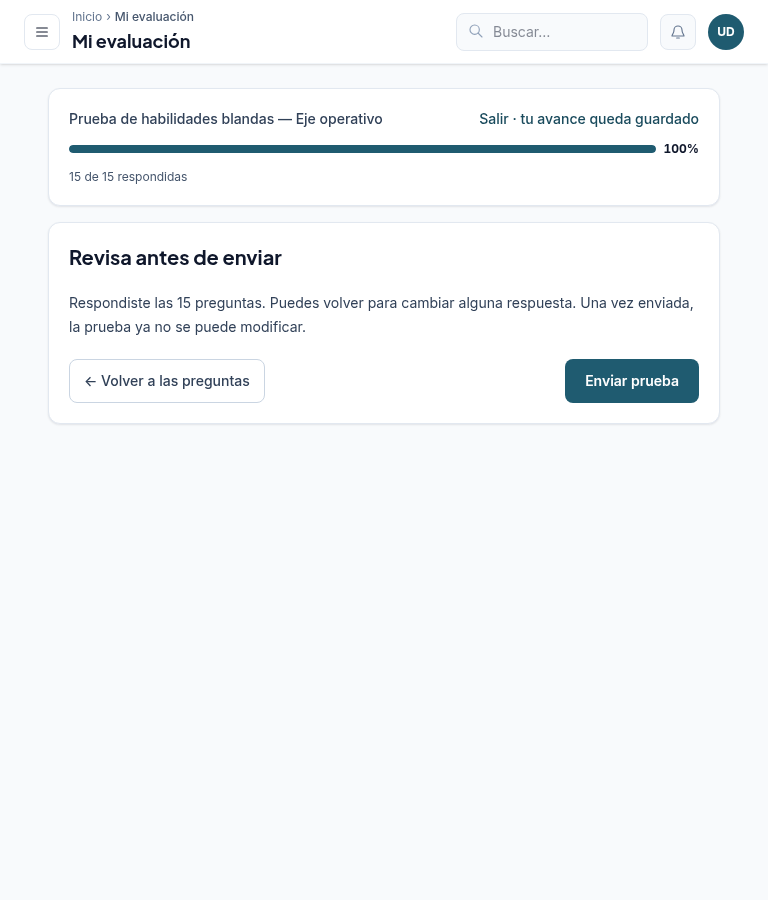 Inicio › Mi evaluación
Mi evaluación
Buscar...
UD
Prueba de habilidades blandas — Eje operativo
Salir · tu avance queda guardado
100%
15 de 15 respondidas
Revisa antes de enviar
Respondiste las 15 preguntas. Puedes volver para cambiar alguna respuesta. Una vez enviada,
la prueba ya no se puede modificar.
← Volver a las preguntas
Enviar prueba